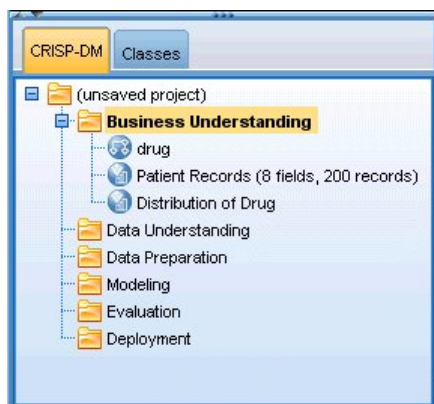 CRISP-DM Classes
(unsaved project)
Business Understanding
drug
Patient Records (8 fields, 200 records)
Distribution of Drug
Data Understanding
Data Preparation
Modeling
Evaluation
Deployment